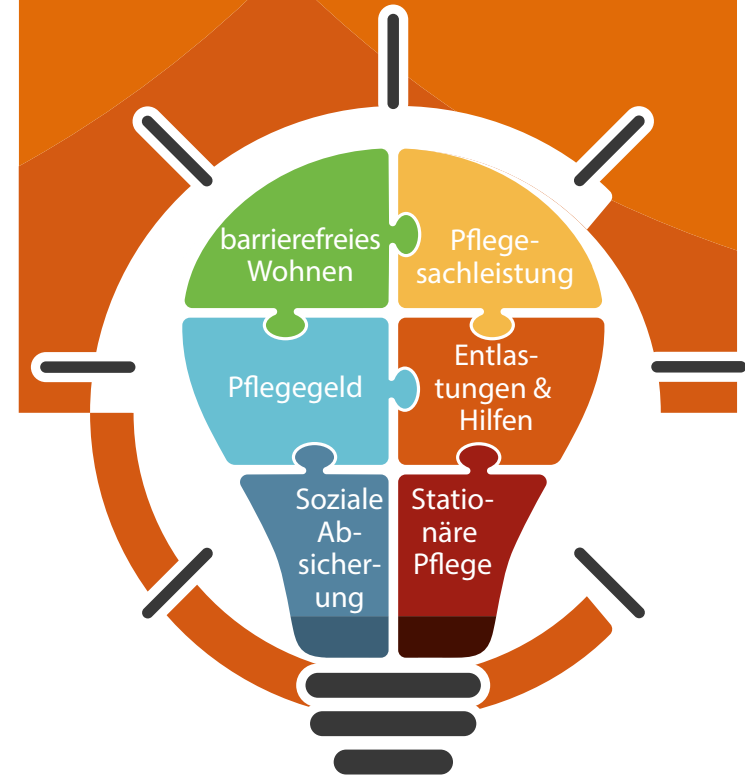 barrierefreies
Wohnen
Pflege-
sachleistung
Pflegegeld
Entlas-
tungen &
Hilfen
Soziale
Ab-
sicher-
ung
Statio-
näre
Pflege